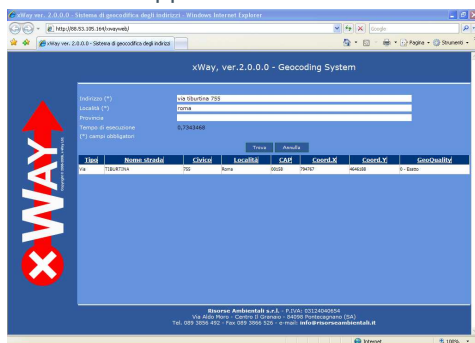 xWay ver. 2.0.0.0 - Sistema di geocodifica degli indirizzi - Windows Internet Explorer
http://88.53.105.164/xwayweb/
Google
xWay ver. 2.0.0.0 - Sistema di geocodifica degli indirizzi
Pagina
Strumenti
xWay, ver.2.0.0.0 - Geocoding System
Indirizzo (*) via tiburtina 755
Località (*) roma
Provincia
Tempo di esecuzione 0,7343468
(*) campi obbligatori
Trova Annulla
Tipo Nome strada Civico Località CAP Coord.X Coord.Y GeoQuality
Via TIBURTINA 755 Roma 00158 794767 4646188 0 - Esatto
xWay
Risorse Ambientali s.r.l. - P.IVA: 03124040654
Via Aldo Moro - Centro Il Granaio - 84098 Pontecagnano (SA)
Tel. 089 3856 492 - Fax 089 3866 526 - e-mail: info@risorseambientali.it
Internet 100%